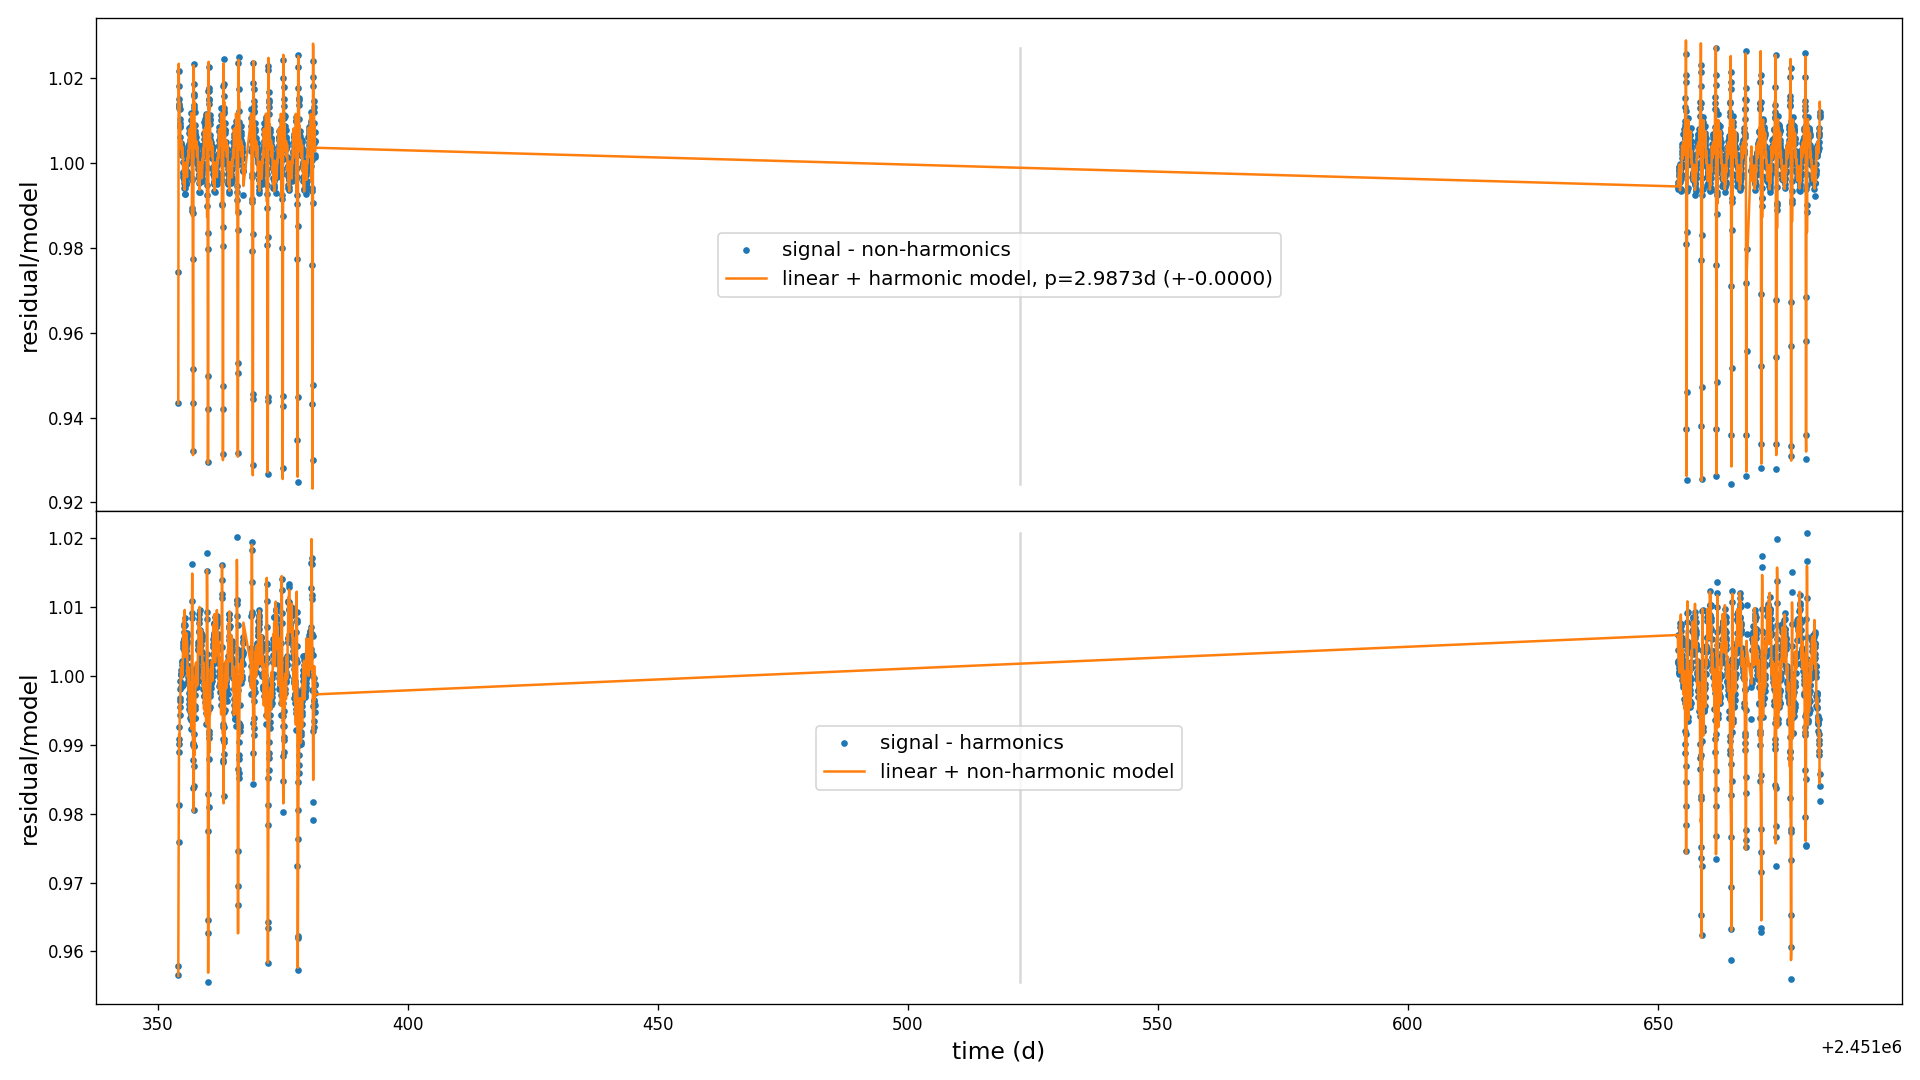 1.02
1.00
0.98
0.96
0.94
0.92
residual/model
signal - non-harmonics
linear + harmonic model, p=2.9873d (+-0.0000)
1.02
1.01
1.00
0.99
0.98
0.97
0.96
residual/model
signal - harmonics
linear + non-harmonic model
350
400
450
500
550
600
650
time (d)
+2.451e6